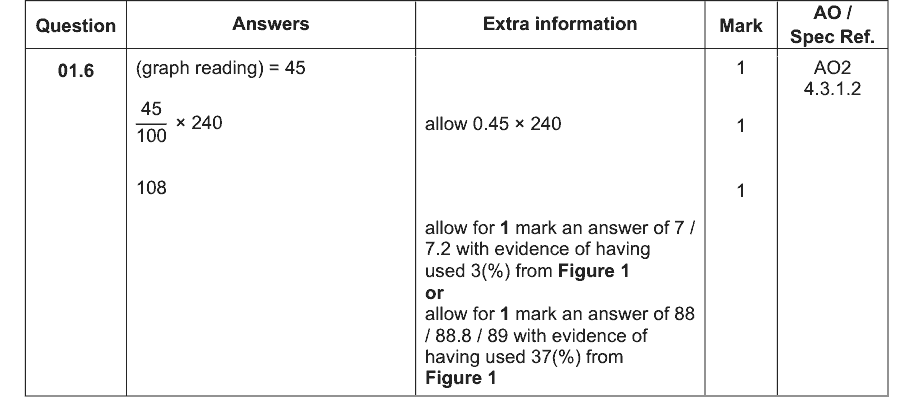 Question Answers Extra information Mark AO /
Spec Ref.
01.6 (graph reading) = 45 1 AO2
4.3.1.2
45
100 × 240 allow 0.45 × 240 1
108 1
allow for 1 mark an answer of 7 /
7.2 with evidence of having
used 3(%) from Figure 1
or
allow for 1 mark an answer of 88
/ 88.8 / 89 with evidence of
having used 37(%) from
Figure 1